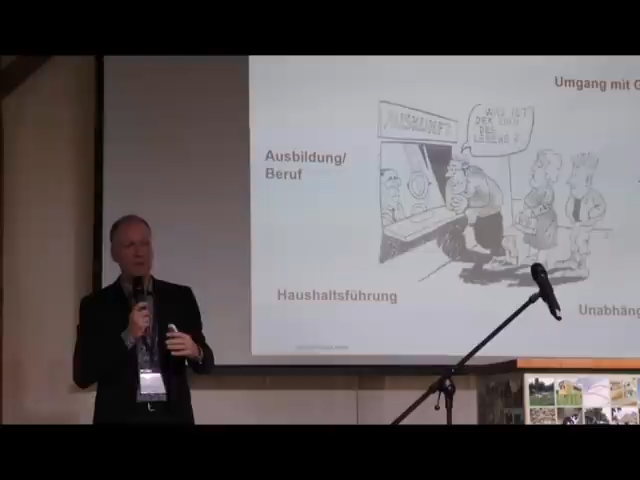 Umgang mit G
AUSKUNFT
WAS IST
DER SINN
DES
LEBENS?
Ausbildung/
Beruf
Haushaltsführung
Unabhäng